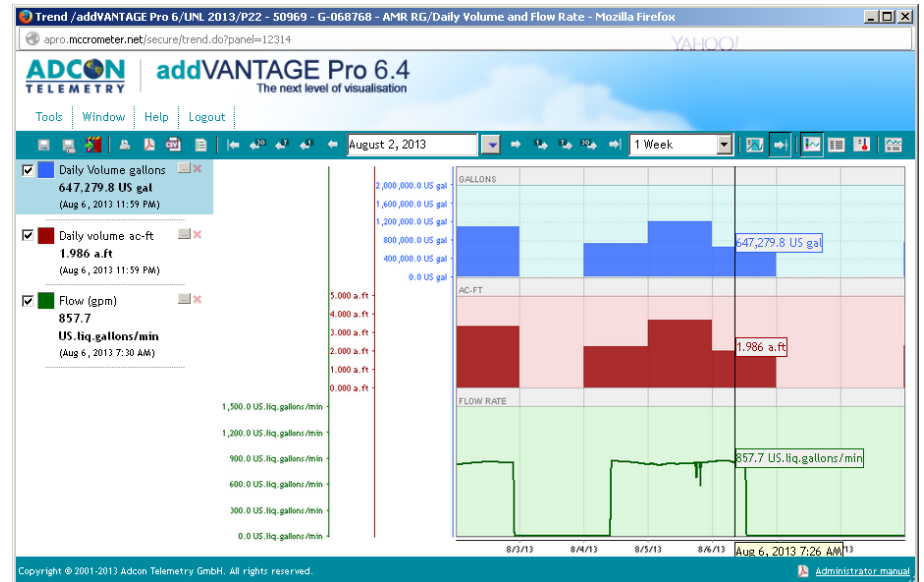 Trend /addVANTAGE Pro 6/UNL 2013/P22 - 50969 - G-068768 - AMR RG/Daily Volume and Flow Rate - Mozilla Firefox
apro.mccrometer.net/secure/trend.do?panel=12314
YAHOO!
ADCON TELEMETRY
addVANTAGE Pro 6.4
The next level of visualisation
Tools Window Help Logout
August 2, 2013
1 Week
Daily Volume gallons
647,279.8 US gal
(Aug 6, 2013 11:59 PM)
Daily volume ac-ft
1.986 a.ft
(Aug 6, 2013 11:59 PM)
Flow (gpm)
857.7
US.liq.gallons/min
(Aug 6, 2013 7:30 AM)
2,000,000.0 US gal
1,600,000.0 US gal
1,200,000.0 US gal
800,000.0 US gal
400,000.0 US gal
0.0 US gal
5.000 a.ft
4.000 a.ft
3.000 a.ft
2.000 a.ft
1.000 a.ft
0.000 a.ft
1,500.0 US.liq.gallons/min
1,200.0 US.liq.gallons/min
900.0 US.liq.gallons/min
600.0 US.liq.gallons/min
300.0 US.liq.gallons/min
0.0 US.liq.gallons/min
GALLONS
647,279.8 US gal
AC-FT
1.986 a.ft
FLOW RATE
857.7 US.liq.gallons/min
8/3/13 8/4/13 8/5/13 8/6/13 Aug 6, 2013 7:26 AM
Copyright © 2001-2013 Adcon Telemetry GmbH. All rights reserved.
Administrator manual